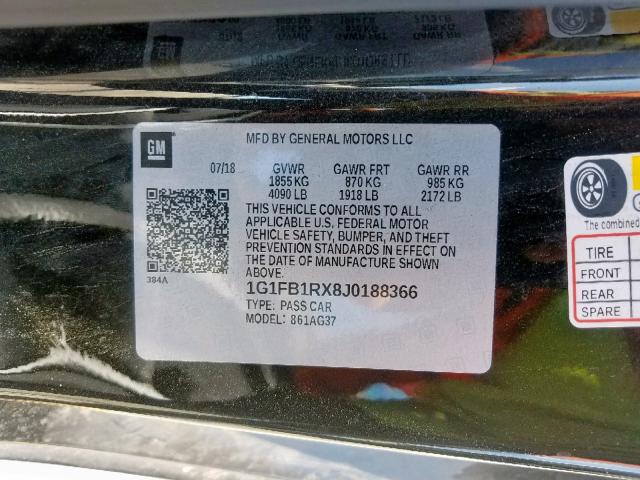 GM
MFD BY GENERAL MOTORS LLC
07/18 GVWR GAWR FRT GAWR RR
1855 KG 870 KG 985 KG
4090 LB 1918 LB 2172 LB
THIS VEHICLE CONFORMS TO ALL
APPLICABLE U.S. FEDERAL MOTOR
VEHICLE SAFETY, BUMPER, AND THEFT
PREVENTION STANDARDS IN EFFECT ON
THE DATE OF MANUFACTURE SHOWN
ABOVE.
384A
1G1FB1RX8J0188366
TYPE: PASS CAR
MODEL: 861AG37
The combined
TIRE
FRONT
REAR
SPARE